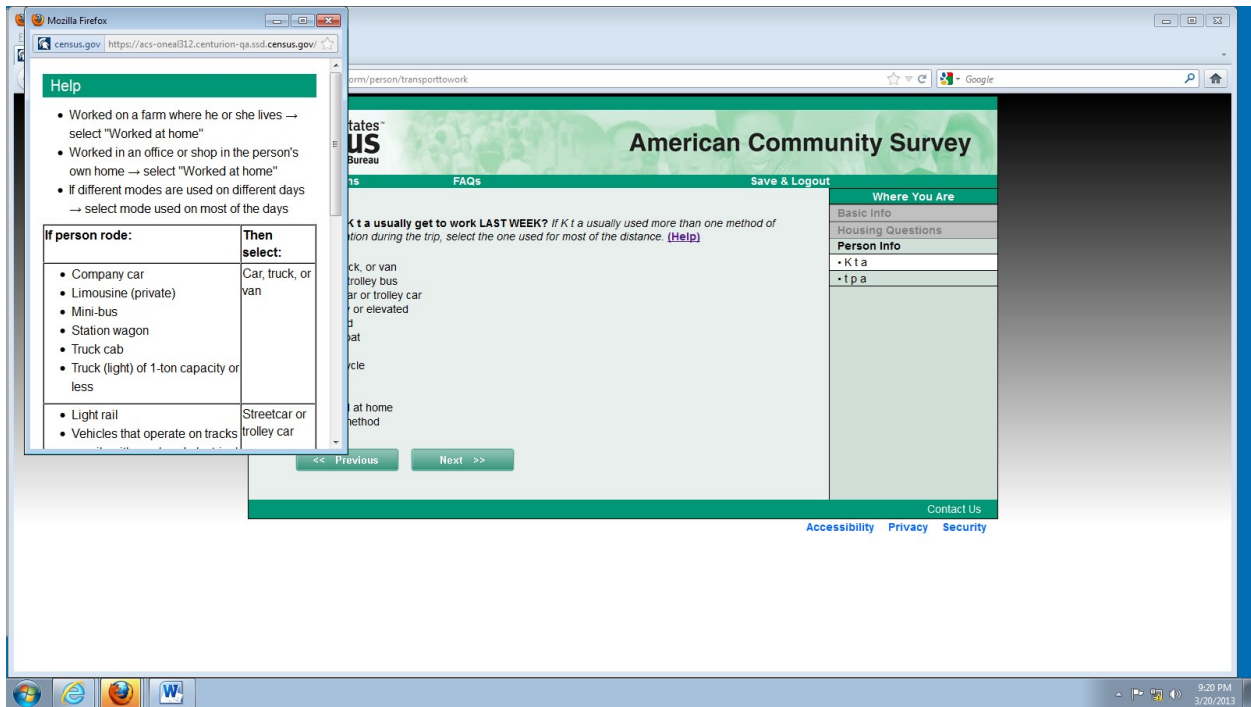 Mozilla Firefox
census.gov https://acs-oneal312.centurion-qa.ssd.census.gov/
Help
• Worked on a farm where he or she lives →
select "Worked at home"
• Worked in an office or shop in the person's
own home → select "Worked at home"
• If different modes are used on different days
→ select mode used on most of the days
If person rode: Then
select:
• Company car Car, truck, or
• Limousine (private) van
• Mini-bus
• Station wagon
• Truck cab
• Truck (light) of 1-ton capacity or
less
• Light rail Streetcar or
• Vehicles that operate on tracks trolley car
orm/person/transporttowork
Google
tates™
us
Bureau
American Community Survey
ns FAQs Save & Logout
K t a usually get to work LAST WEEK? If K t a usually used more than one method of
tion during the trip, select the one used for most of the distance. (Help)
ck, or van
trolley bus
ar or trolley car
or elevated
d
oat
ycle
at home
method
<< Previous Next >>
Where You Are
Basic Info
Housing Questions
Person Info
• K t a
• t p a
Contact Us
Accessibility Privacy Security
W
9:20 PM
3/20/2013